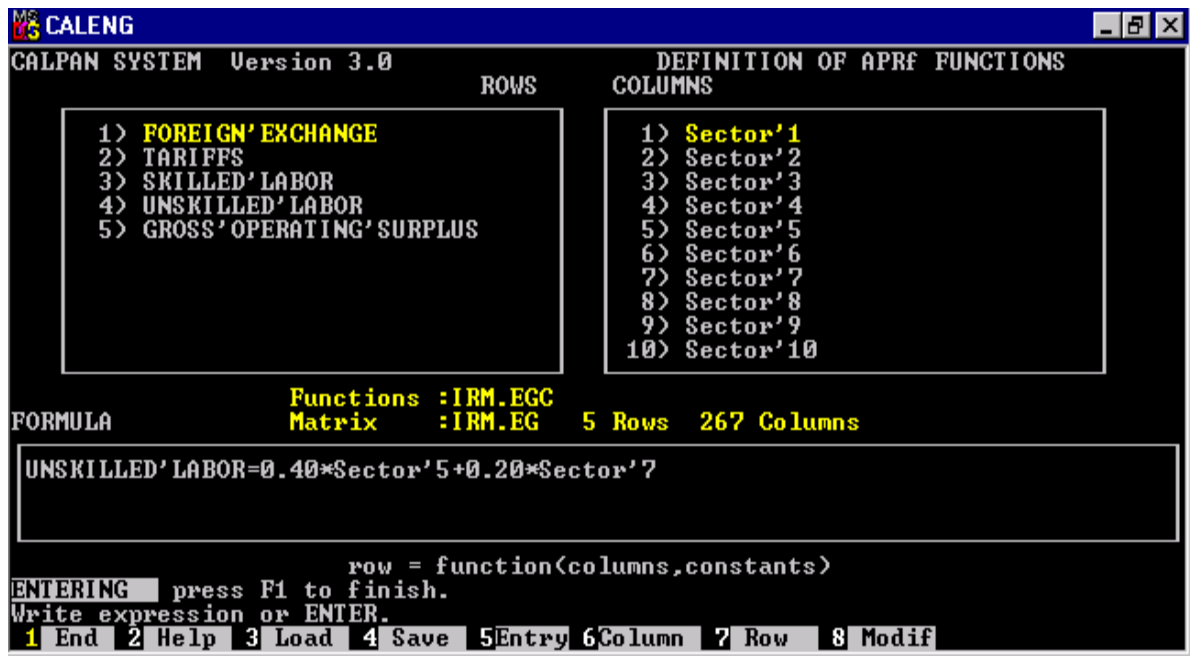 CALENG
CALPAN SYSTEM Version 3.0 DEFINITION OF APRf FUNCTIONS
ROWS COLUMNS
1) FOREIGN'EXCHANGE 1) Sector'1
2) TARIFFS 2) Sector'2
3) SKILLED'LABOR 3) Sector'3
4) UNSKILLED'LABOR 4) Sector'4
5) GROSS'OPERATING'SURPLUS 5) Sector'5
6) Sector'6
7) Sector'7
8) Sector'8
9) Sector'9
10) Sector'10
Functions :IRM.EGC
FORMULA Matrix :IRM.EG 5 Rows 267 Columns
UNSKILLED'LABOR=0.40*Sector'5+0.20*Sector'7
row = function(columns,constants)
ENTERING press F1 to finish.
Write expression or ENTER.
1 End 2 Help 3 Load 4 Save 5Entry 6Column 7 Row 8 Modif